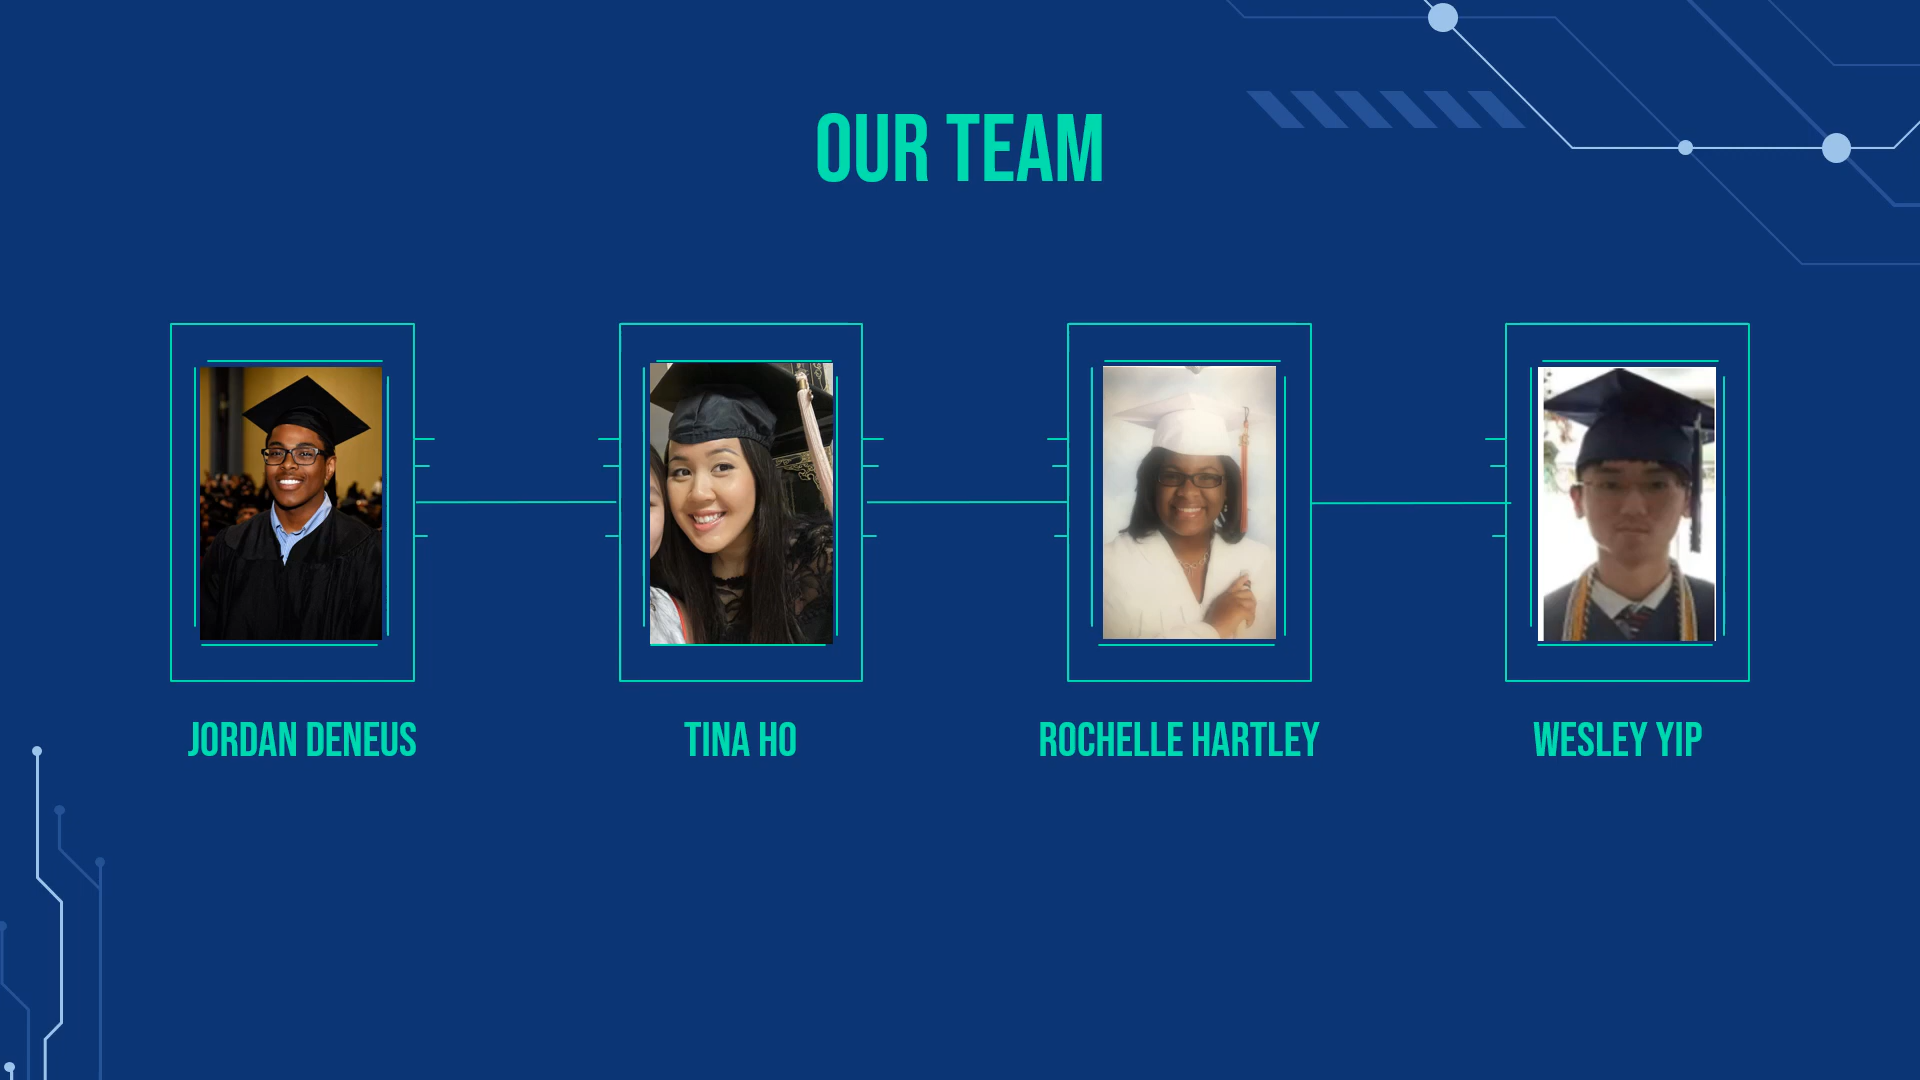 OUR TEAM
JORDAN DENEUS
TINA HO
ROCHELLE HARTLEY
WESLEY YIP